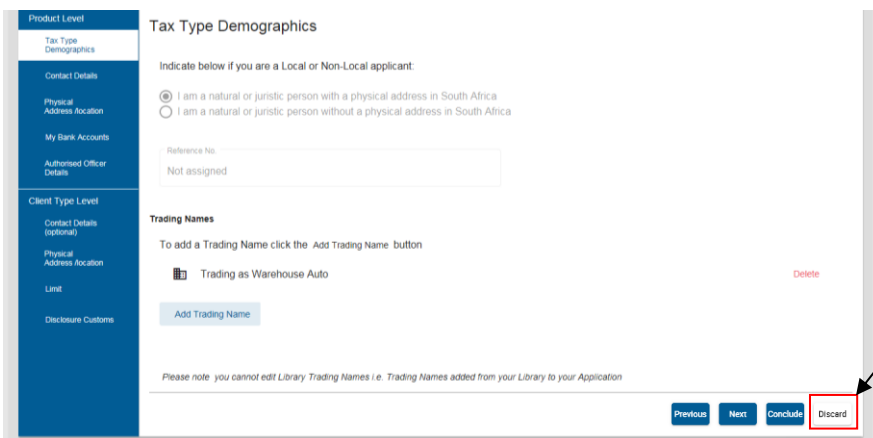 Product Level
Tax Type
Demographics
Contact Details
Physical
Address /location
My Bank Accounts
Authorised Officer
Details
Client Type Level
Contact Details
(optional)
Physical
Address /location
Limit
Disclosure Customs
Tax Type Demographics
Indicate below if you are a Local or Non-Local applicant:
I am a natural or juristic person with a physical address in South Africa
I am a natural or juristic person without a physical address in South Africa
Reference No.
Not assigned
Trading Names
To add a Trading Name click the Add Trading Name button
Trading as Warehouse Auto Delete
Add Trading Name
Please note you cannot edit Library Trading Names i.e. Trading Names added from your Library to your Application
Previous Next Conclude Discard